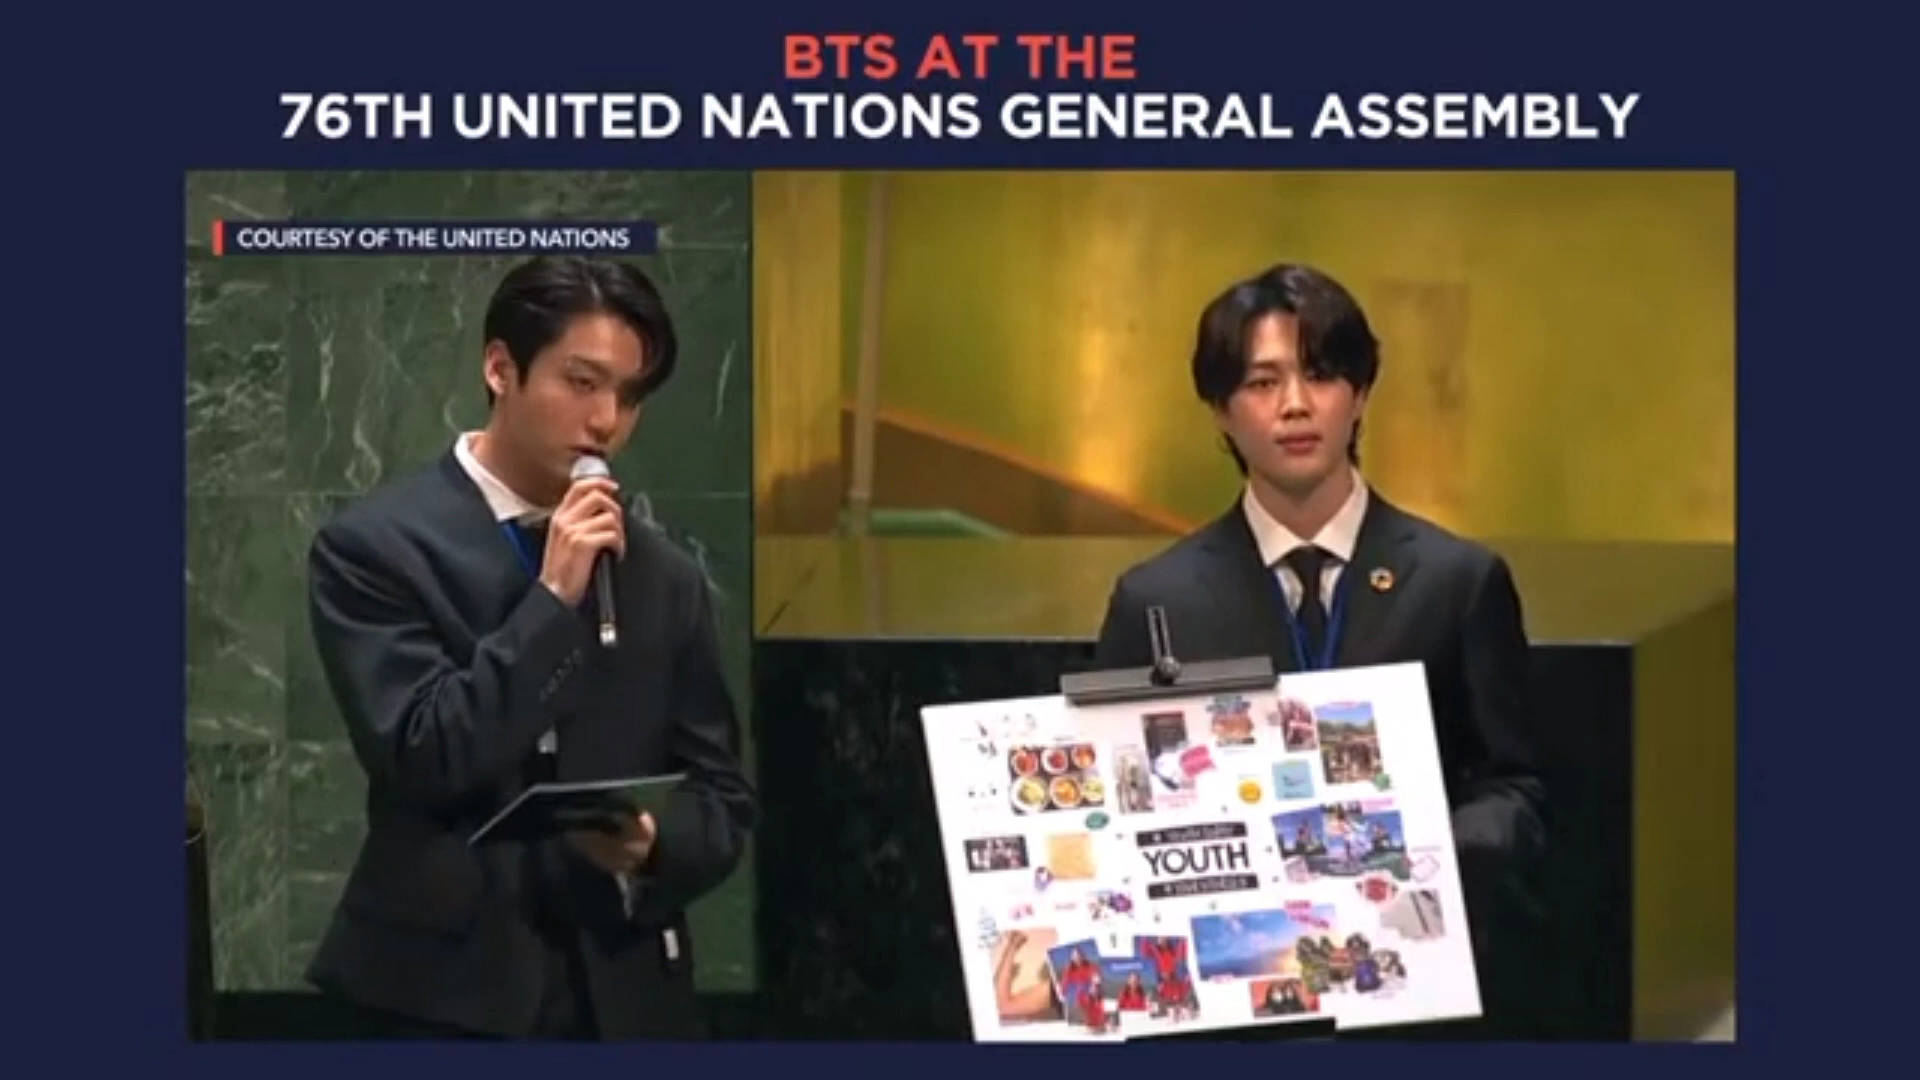 BTS AT THE
76TH UNITED NATIONS GENERAL ASSEMBLY
COURTESY OF THE UNITED NATIONS
YOUTH